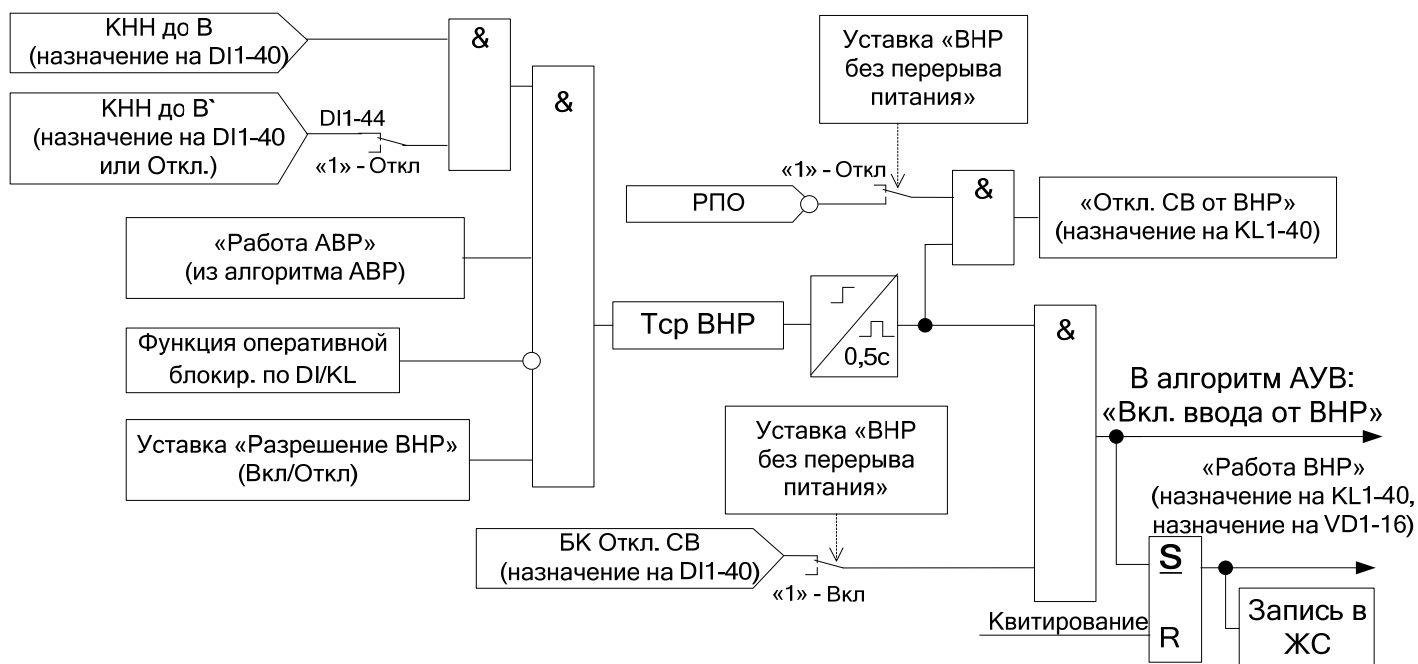 КНН до В
(назначение на DI1-40)
&
КНН до В`
(назначение на DI1-40
или Откл.)
DI1-44
«1» - Откл
&
Уставка «ВНР
без перерыва
питания»
«1» - Откл
РПО
&
«Откл. СВ от ВНР»
(назначение на KL1-40)
«Работа АВР»
(из алгоритма АВР)
Функция оперативной
блокир. по DI/KL
Уставка «Разрешение ВНР»
(Вкл/Откл)
Тср ВНР
0,5с
&
В алгоритм АУВ:
«Вкл. ввода от ВНР»
Уставка «ВНР
без перерыва
питания»
«Работа ВНР»
(назначение на KL1-40,
назначение на VD1-16)
БК Откл. СВ
(назначение на DI1-40)
«1» - Вкл
S
Квитирование
R
Запись в
ЖС